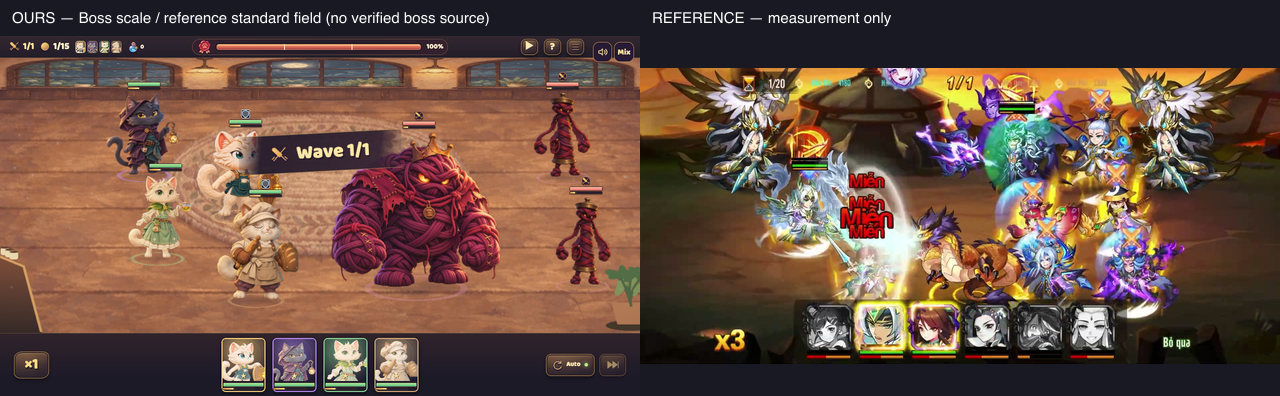 OURS — Boss scale / reference standard field (no verified boss source)
REFERENCE — measurement only
1/1 1/15 0
100%
?
Mix
Wave 1/1
×1
Auto
1/20
1/1
Miễn
Miễn
Miễn
Miễn
x3
Bỏ qua